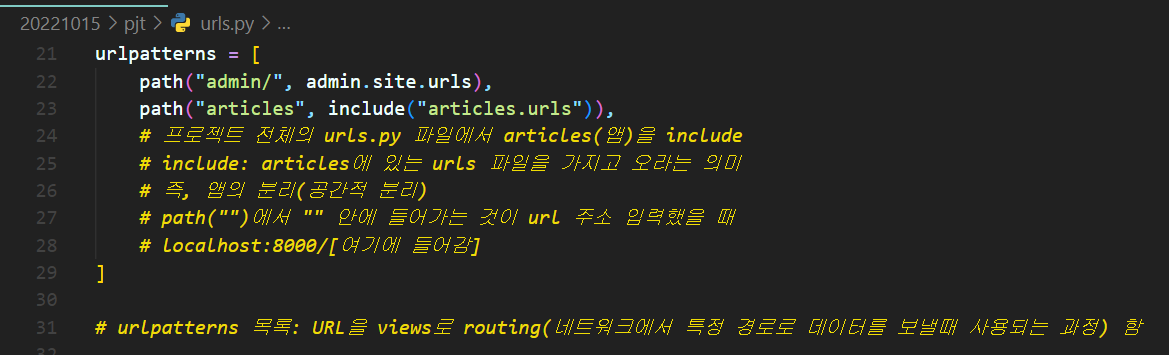 20221015 > pjt > urls.py > ...
21 urlpatterns = [
22 path("admin/", admin.site.urls),
23 path("articles", include("articles.urls")),
24 # 프로젝트 전체의 urls.py 파일에서 articles(앱)을 include
25 # include: articles에 있는 urls 파일을 가지고 오라는 의미
26 # 즉, 앱의 분리(공간적 분리)
27 # path("")에서 "" 안에 들어가는 것이 url 주소 입력했을 때
28 # localhost:8000/[여기에 들어감]
29 ]
30
31 # urlpatterns 목록: URL을 views로 routing(네트워크에서 특정 경로로 데이터를 보낼때 사용되는 과정) 함
32